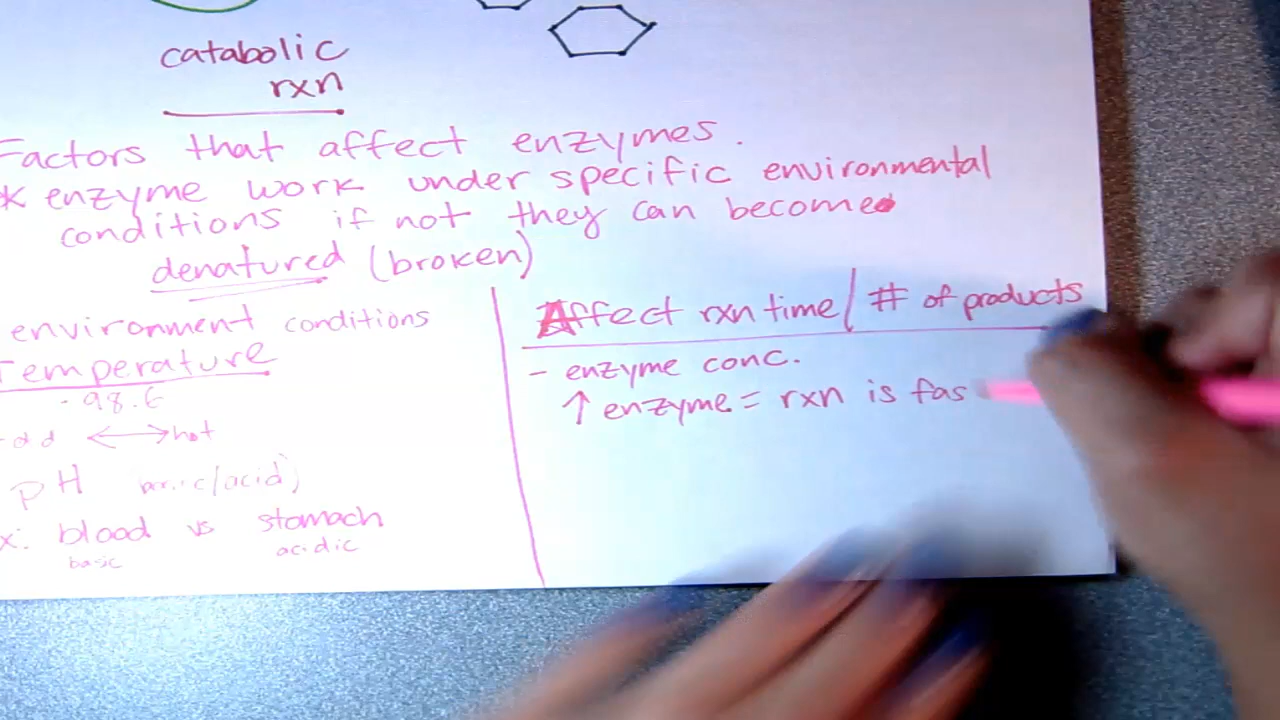 catabolic
rxn
Factors that affect enzymes.
* enzyme work under specific environmental
conditions if not they can become
denatured (broken)
environment conditions
Temperature
- 98.6
hot
pH (basic/acid)
x: blood vs stomach
basic acidic
Affect rxn time/# of products
- enzyme conc.
↑ enzyme = rxn is fas